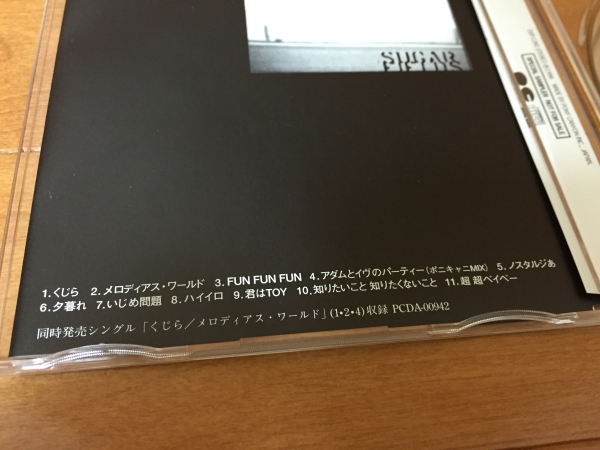 SUGAR
FIELDS
1.くじら 2.メロディアス・ワールド 3.FUN FUN FUN 4.アダムとイヴのパーティー(ポニキャニMIX) 5.ノスタルジあ
6.夕暮れ 7.いじめ問題 8.ハイイロ 9.君はTOY 10.知りたいこと 知りたくないこと 11.超 超ベイベー
同時発売シングル「くじら／メロディアス・ワールド」(1・2・4)収録 PCDA-00942